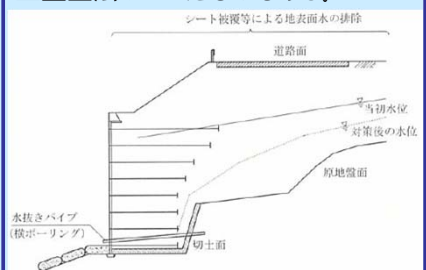 シート被覆等による地表面水の排除
道路面
当初水位
対策後の水位
原地盤面
水抜きパイプ
(横ボーリング)
切土面